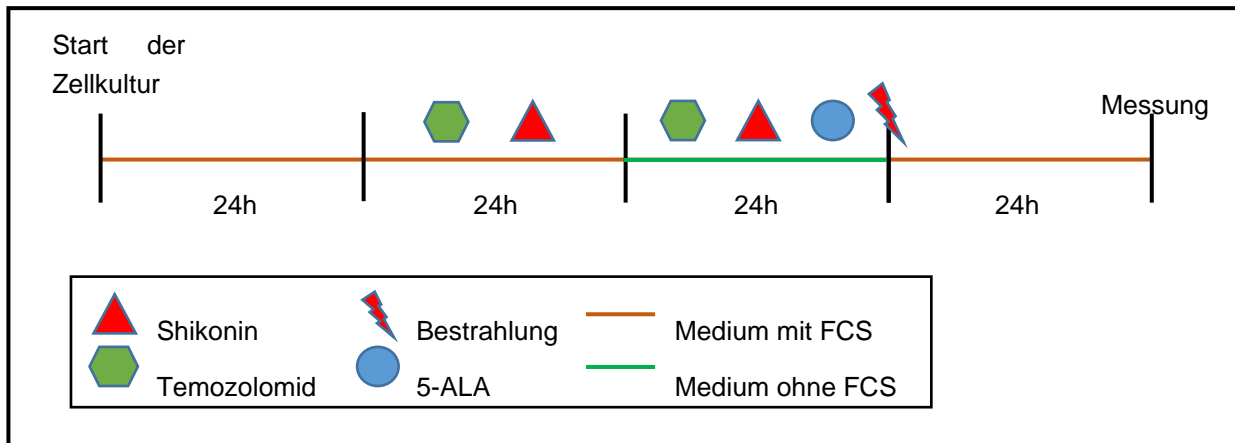 Start der
Zellkultur
Messung
24h 24h 24h 24h
Shikonin Bestrahlung Medium mit FCS
Temozolomid 5-ALA Medium ohne FCS